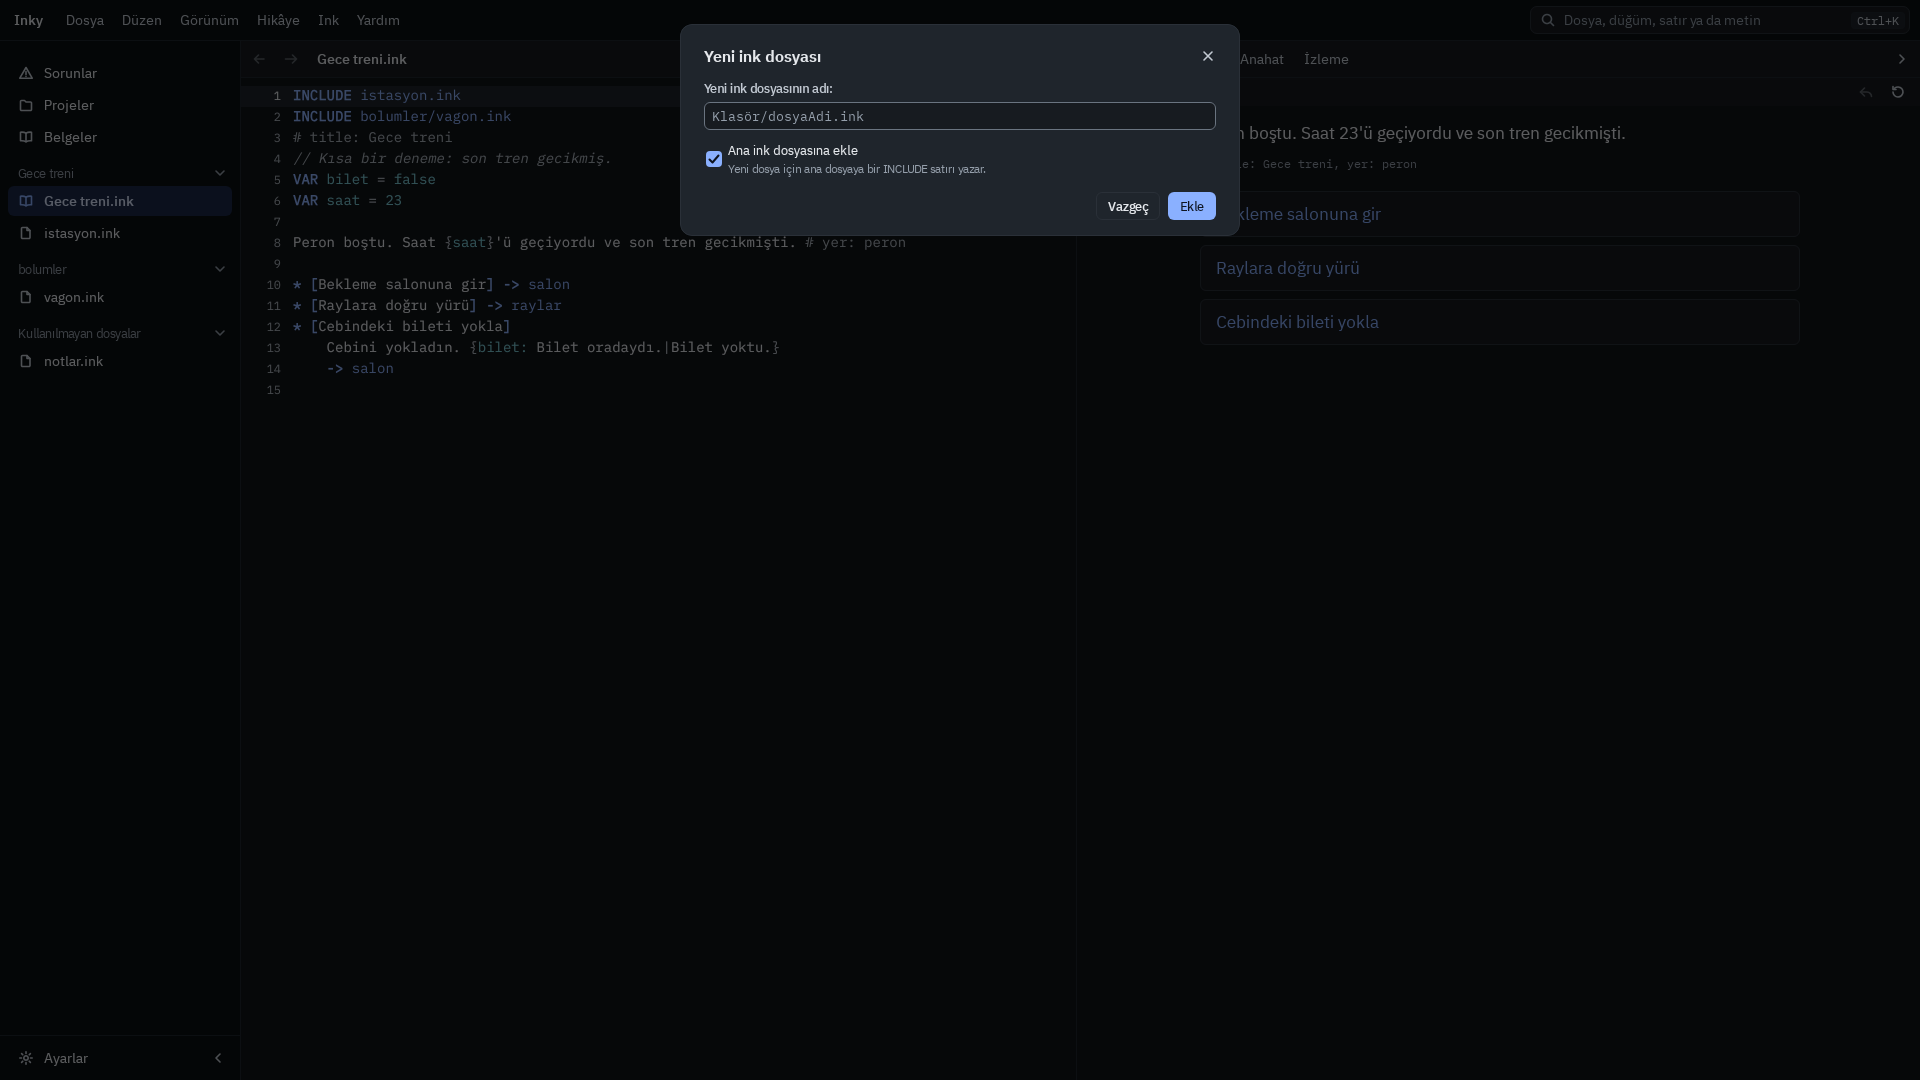 Inky Dosya Düzen Görünüm Hikâye Ink Yardım
Dosya, düğüm, satır ya da metin Ctrl+K
Sorunlar
Projeler
Belgeler
Gece treni
Gece treni.ink
istasyon.ink
bolumler
vagon.ink
Kullanılmayan dosyalar
notlar.ink
Ayarlar
Gece treni.ink
1 INCLUDE istasyon.ink
2 INCLUDE bolumler/vagon.ink
3 # title: Gece treni
4 // Kısa bir deneme: son tren gecikmiş.
5 VAR bilet = false
6 VAR saat = 23
7
8 Peron boştu. Saat {saat}'ü geçiyordu ve son tren gecikmişti. # yer: peron
9
10 * [Bekleme salonuna gir] -> salon
11 * [Raylara doğru yürü] -> raylar
12 * [Cebindeki bileti yokla]
13 Cebini yokladın. {bilet: Bilet oradaydı.|Bilet yoktu.}
14 -> salon
15
Yeni ink dosyası
Yeni ink dosyasının adı:
Klasör/dosyaAdi.ink
Ana ink dosyasına ekle
Yeni dosya için ana dosyaya bir INCLUDE satırı yazar.
Vazgeç Ekle
Anahat İzleme
boştu. Saat 23'ü geçiyordu ve son tren gecikmişti.
Gece treni, yer: peron
salonuna gir
Raylara doğru yürü
Cebindeki bileti yokla